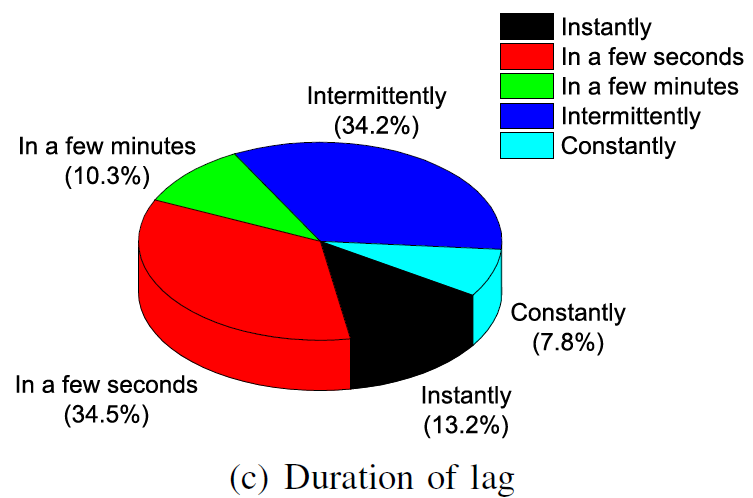 Instantly
In a few seconds
In a few minutes
Intermittently
Constantly
Intermittently
(34.2%)
In a few minutes
(10.3%)
Constantly
(7.8%)
In a few seconds
(34.5%)
Instantly
(13.2%)
(c) Duration of lag